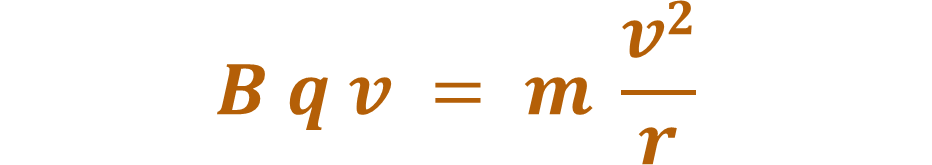 B q v = m v²/r